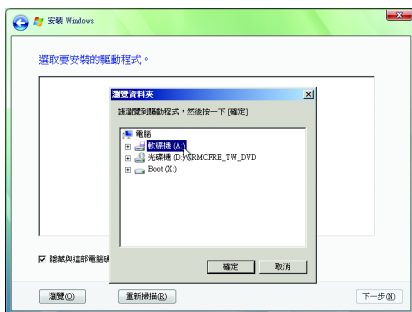 安裝 Windows
選取要安裝的驅動程式。
瀏覽資料夾
請瀏覽到驅動程式，然後按一下 [確定]
電腦
軟碟機 (A:)
光碟機 (D:) KRMCFRE_TW_DVD
Boot (X:)
隱藏與這部電腦硬
確定 取消
瀏覽(O) 重新掃描(R) 下一步(N)